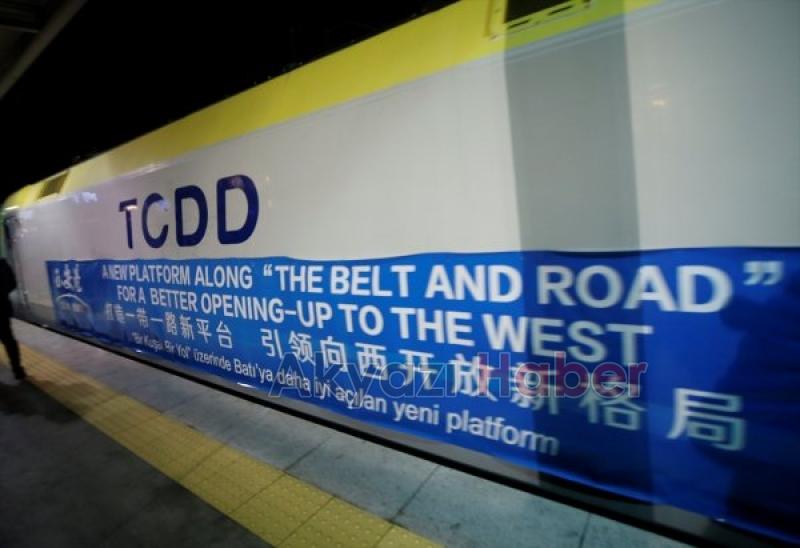 TCDD
A NEW PLATFORM ALONG “THE BELT AND ROAD”
FOR A BETTER OPENING-UP TO THE WEST
打造一带一路新平台 引领向西开放新格局
"Bir Kuşak Bir Yol" üzerinde Batı'ya daha iyi açılan yeni platform
AkyazıHaber